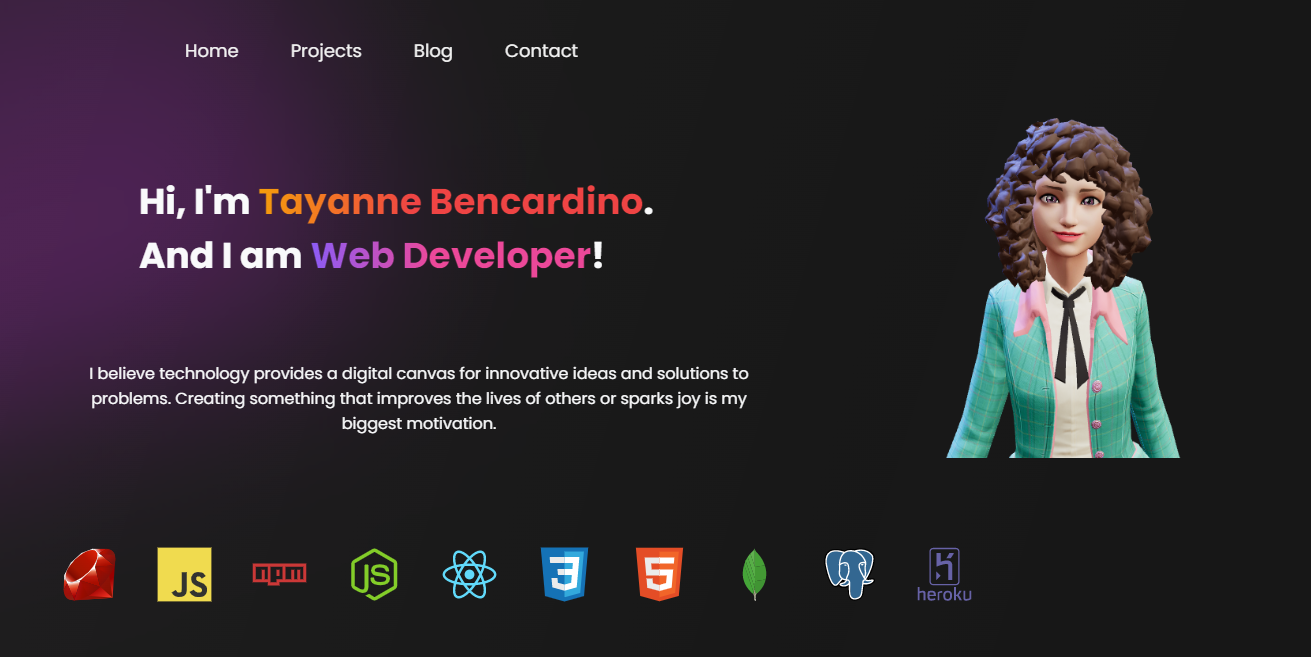 Home Projects Blog Contact
Hi, I'm Tayanne Bencardino.
And I am Web Developer!
I believe technology provides a digital canvas for innovative ideas and solutions to
problems. Creating something that improves the lives of others or sparks joy is my
biggest motivation.
JS npm JS 3 5 heroku